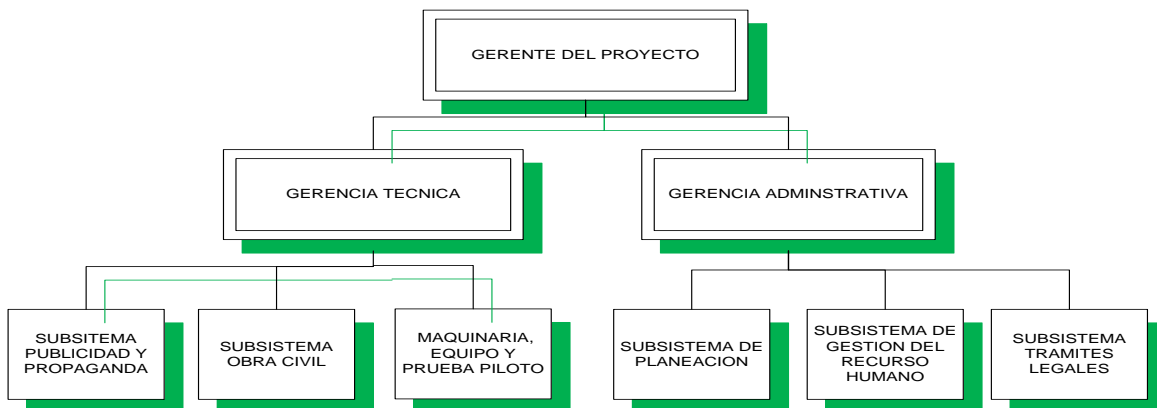 GERENTE DEL PROYECTO
GERENCIA TECNICA
GERENCIA ADMINSTRATIVA
SUBSITEMA
PUBLICIDAD Y
PROPAGANDA
SUBSISTEMA
OBRA CIVIL
MAQUINARIA,
EQUIPO Y
PRUEBA PILOTO
SUBSISTEMA DE
PLANEACION
SUBSISTEMA DE
GESTION DEL
RECURSO
HUMANO
SUBSISTEMA
TRAMITES
LEGALES